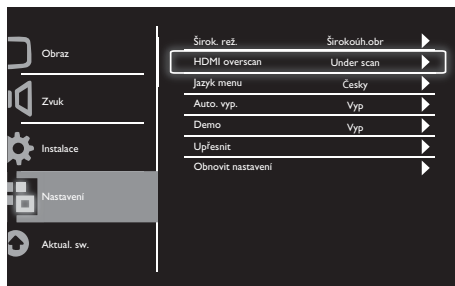 Obraz
Zvuk
Instalace
Nastavení
Aktual. sw.
Širok. rež. Širokoúh.obr
HDMI overscan Under scan
Jazyk menu Česky
Auto. vyp. Vyp
Demo Vyp
Upřesnit
Obnovit nastavení